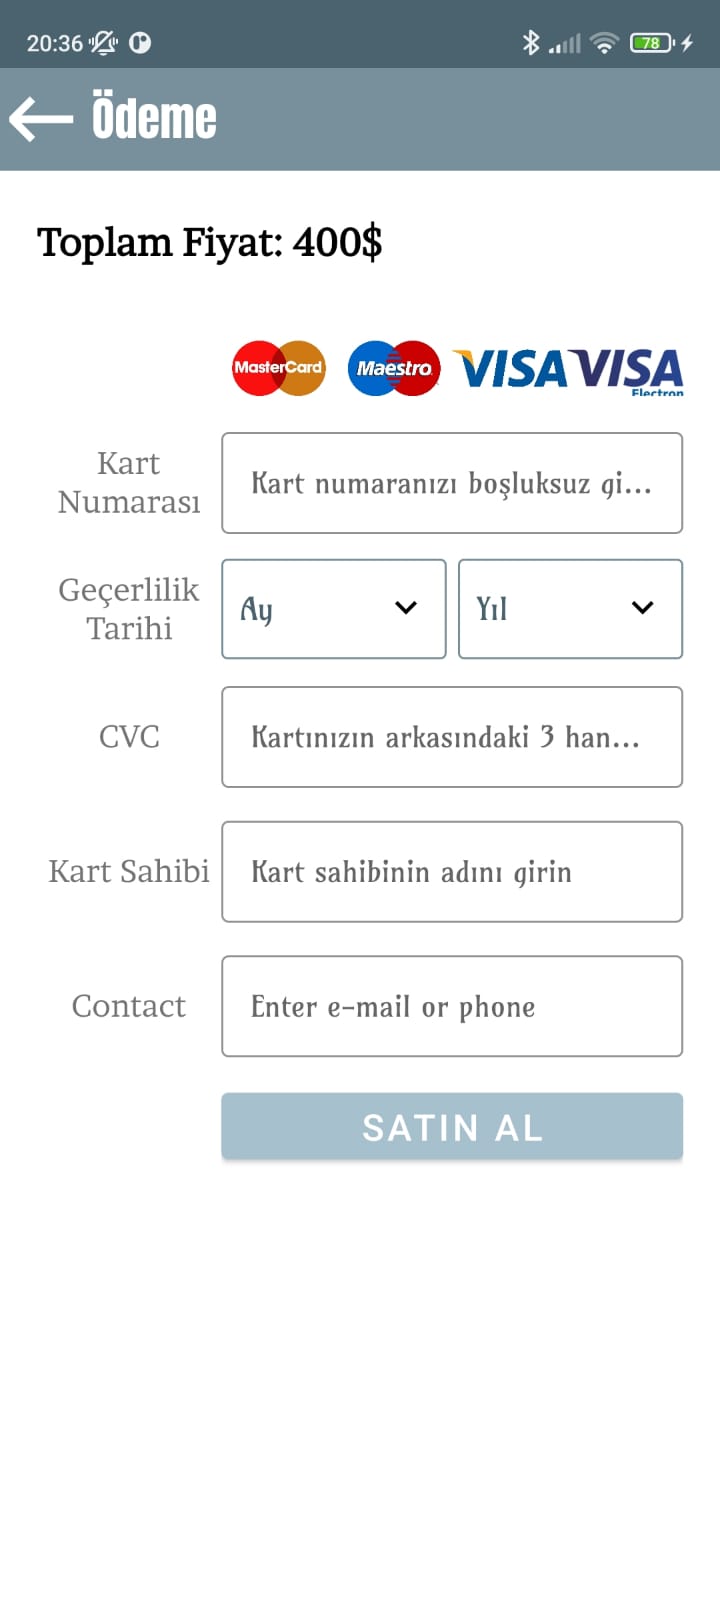 20:36
78
Ödeme
Toplam Fiyat: 400$
MasterCard Maestro VISA VISA
Electron
Kart
Numarası
Kart numaranızı boşluksuz gi...
Geçerlilik
Tarihi
Ay
Yıl
CVC
Kartınızın arkasındaki 3 han...
Kart Sahibi
Kart sahibinin adını girin
Contact
Enter e-mail or phone
SATIN AL